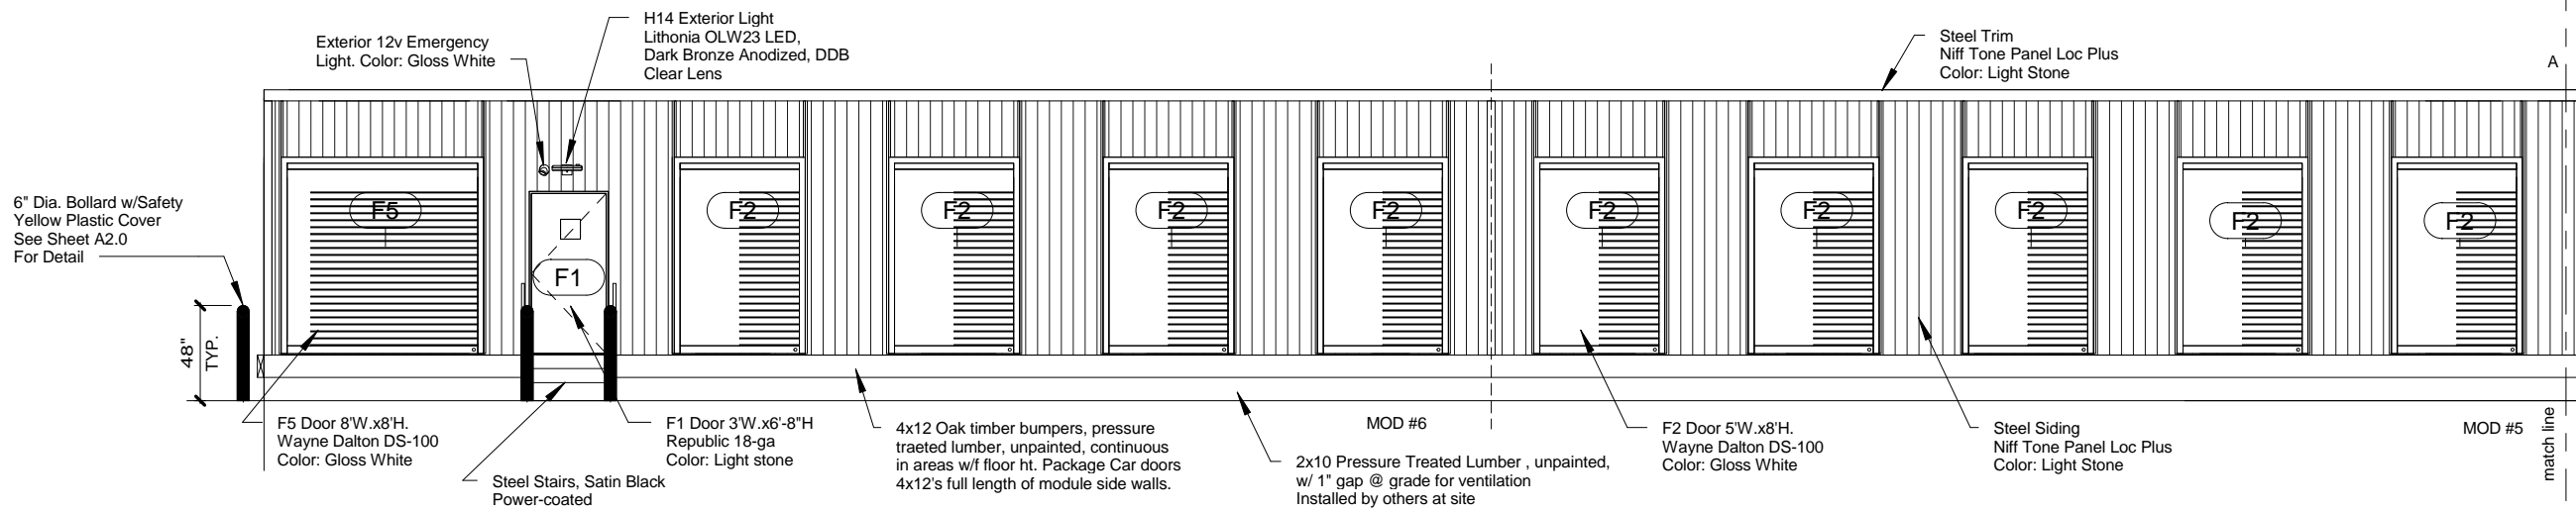 H14 Exterior Light
Lithonia OLW23 LED,
Dark Bronze Anodized, DDB
Clear Lens
Exterior 12v Emergency
Light. Color: Gloss White
Steel Trim
Niff Tone Panel Loc Plus
Color: Light Stone
A
6" Dia. Bollard w/Safety
Yellow Plastic Cover
See Sheet A2.0
For Detail
F5
F1
F2
F2
F2
F2
F2
F2
F2
F2
F2
48"
TYP.
F5 Door 8'W.x8'H.
Wayne Dalton DS-100
Color: Gloss White
Steel Stairs, Satin Black
Power-coated
F1 Door 3'W.x6'-8"H
Republic 18-ga
Color: Light stone
4x12 Oak timber bumpers, pressure
traeted lumber, unpainted, continuous
in areas w/f floor ht. Package Car doors
4x12's full length of module side walls.
MOD #6
2x10 Pressure Treated Lumber , unpainted,
w/ 1" gap @ grade for ventilation
Installed by others at site
F2 Door 5'W.x8'H.
Wayne Dalton DS-100
Color: Gloss White
Steel Siding
Niff Tone Panel Loc Plus
Color: Light Stone
MOD #5
match line